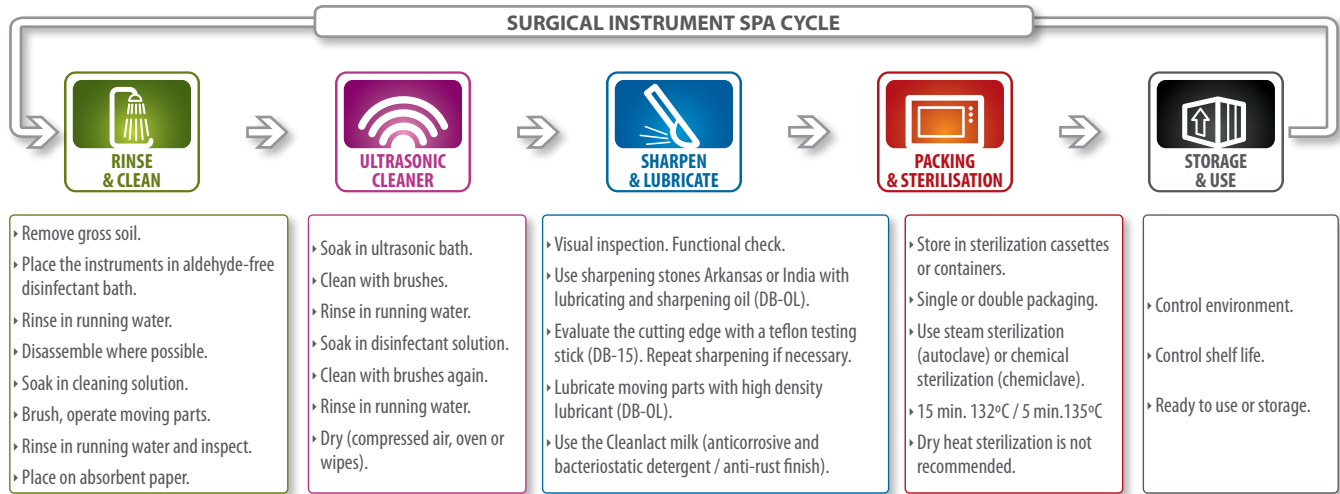 SURGICAL INSTRUMENT SPA CYCLE
RINSE
& CLEAN
ULTRASONIC
CLEANER
SHARPEN
& LUBRICATE
PACKING
& STERILISATION
STORAGE
& USE
‣ Remove gross soil.
‣ Place the instruments in aldehyde-free
disinfectant bath.
‣ Rinse in running water.
‣ Disassemble where possible.
‣ Soak in cleaning solution.
‣ Brush, operate moving parts.
‣ Rinse in running water and inspect.
‣ Place on absorbent paper.
‣ Soak in ultrasonic bath.
‣ Clean with brushes.
‣ Rinse in running water.
‣ Soak in disinfectant solution.
‣ Clean with brushes again.
‣ Rinse in running water.
‣ Dry (compressed air, oven or
wipes).
‣ Visual inspection. Functional check.
‣ Use sharpening stones Arkansas or India with
lubricating and sharpening oil (DB-OL).
‣ Evaluate the cutting edge with a teflon testing
stick (DB-15). Repeat sharpening if necessary.
‣ Lubricate moving parts with high density
lubricant (DB-OL).
‣ Use the Cleanlact milk (anticorrosive and
bacteriostatic detergent / anti-rust finish).
‣ Store in sterilization cassettes
or containers.
‣ Single or double packaging.
‣ Use steam sterilization
(autoclave) or chemical
sterilization (chemiclave).
‣ 15 min. 132ºC / 5 min.135ºC
‣ Dry heat sterilization is not
recommended.
‣ Control environment.
‣ Control shelf life.
‣ Ready to use or storage.